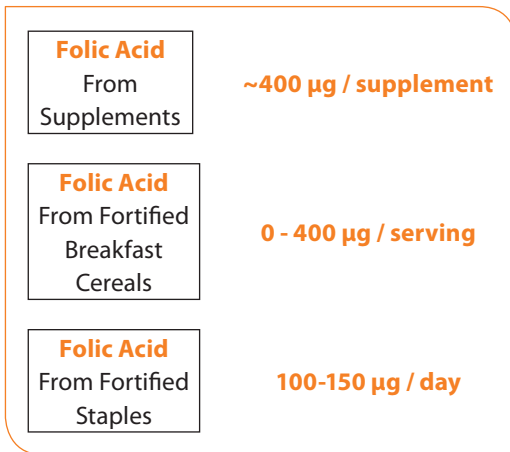 Folic Acid
From
Supplements
~400 µg / supplement
Folic Acid
From Fortified
Breakfast
Cereals
0 - 400 µg / serving
Folic Acid
From Fortified
Staples
100-150 µg / day